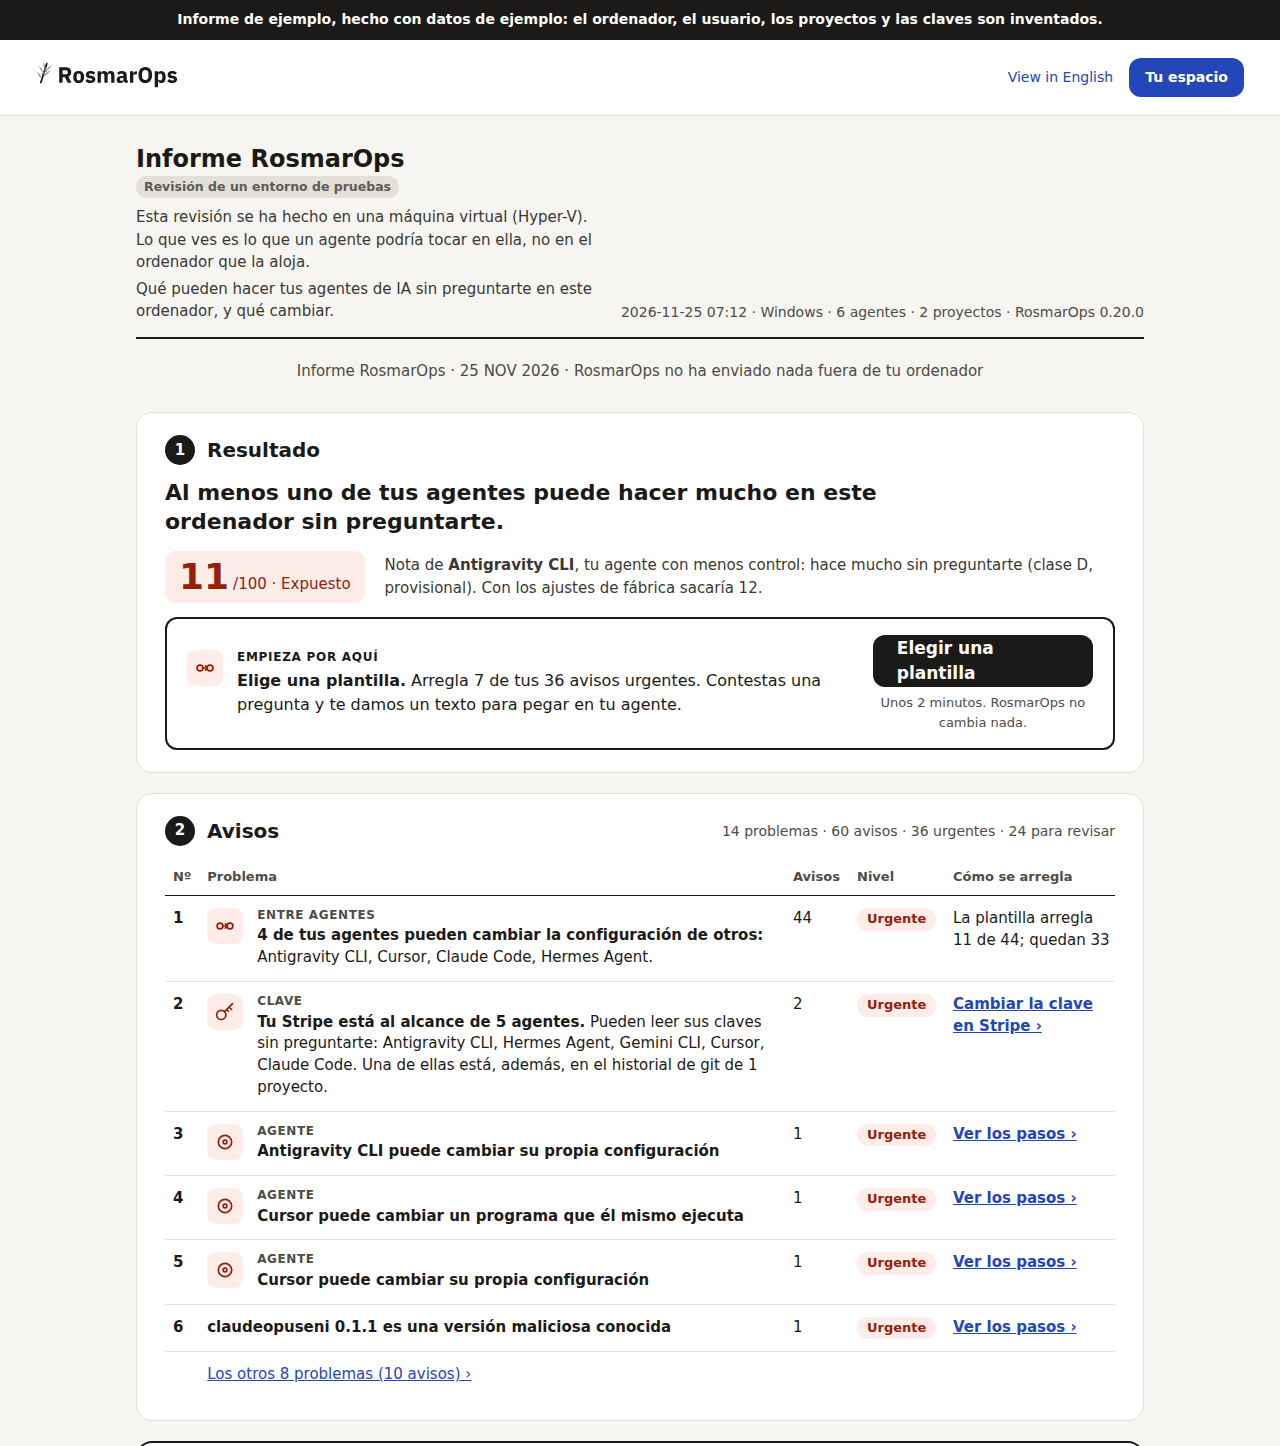 Informe de ejemplo, hecho con datos de ejemplo: el ordenador, el usuario, los proyectos y las claves son inventados.
RosmarOps
View in English
Tu espacio
Informe RosmarOps
Revisión de un entorno de pruebas
Esta revisión se ha hecho en una máquina virtual (Hyper-V).
Lo que ves es lo que un agente podría tocar en ella, no en el
ordenador que la aloja.
Qué pueden hacer tus agentes de IA sin preguntarte en este
ordenador, y qué cambiar.
2026-11-25 07:12 · Windows · 6 agentes · 2 proyectos · RosmarOps 0.20.0
Informe RosmarOps · 25 NOV 2026 · RosmarOps no ha enviado nada fuera de tu ordenador
1 Resultado
Al menos uno de tus agentes puede hacer mucho en este
ordenador sin preguntarte.
11 /100 · Expuesto
Nota de Antigravity CLI, tu agente con menos control: hace mucho sin preguntarte (clase D,
provisional). Con los ajustes de fábrica sacaría 12.
EMPIEZA POR AQUÍ
Elige una plantilla. Arregla 7 de tus 36 avisos urgentes. Contestas una
pregunta y te damos un texto para pegar en tu agente.
Elegir una
plantilla
Unos 2 minutos. RosmarOps no
cambia nada.
2 Avisos
14 problemas · 60 avisos · 36 urgentes · 24 para revisar
Nº Problema Avisos Nivel Cómo se arregla
1
ENTRE AGENTES
4 de tus agentes pueden cambiar la configuración de otros:
Antigravity CLI, Cursor, Claude Code, Hermes Agent.
44
Urgente
La plantilla arregla
11 de 44; quedan 33
2
CLAVE
Tu Stripe está al alcance de 5 agentes. Pueden leer sus claves
sin preguntarte: Antigravity CLI, Hermes Agent, Gemini CLI, Cursor,
Claude Code. Una de ellas está, además, en el historial de git de 1
proyecto.
2
Urgente
Cambiar la clave
en Stripe ›
3
AGENTE
Antigravity CLI puede cambiar su propia configuración
1
Urgente
Ver los pasos ›
4
AGENTE
Cursor puede cambiar un programa que él mismo ejecuta
1
Urgente
Ver los pasos ›
5
AGENTE
Cursor puede cambiar su propia configuración
1
Urgente
Ver los pasos ›
6
claudeopuseni 0.1.1 es una versión maliciosa conocida
1
Urgente
Ver los pasos ›
Los otros 8 problemas (10 avisos) ›